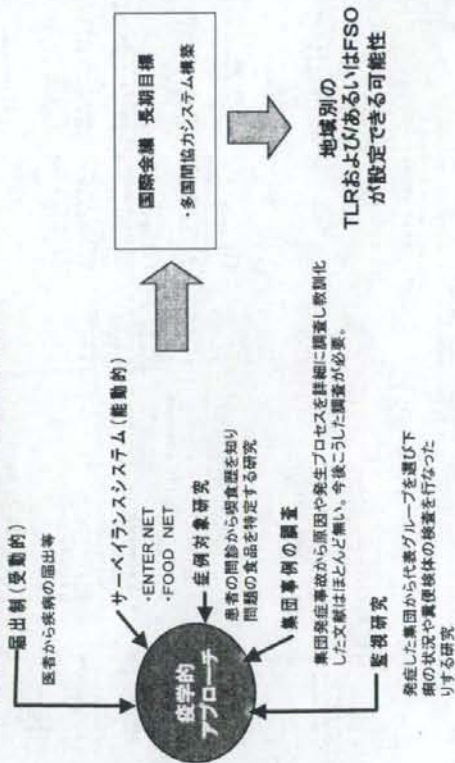 疫学的
アプローチ
届出制(受動的)
医者から疾病の届出等
サーベイランスシステム(能動的)
・ENTER NET
・FOOD NET
症例対象研究
患者の問診から喫食歴を知り
問題の食品を特定する研究
集団事例の調査
集団発症事故から原因や発生プロセスを詳細に調査し教訓化
した文献はほとんど無い。今後こうした調査が必要。
監視研究
発症した集団から代表グループを選び下
痢の状況や糞便検体の検査を行なった
りする研究
国際会議 長期目標
・多国間協力システム構築
地域別の
TLRおよび/あるいはFSO
が設定できる可能性